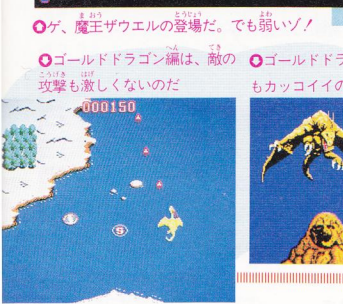 ゲ、魔王ザウエルの登場だ。でも弱いゾ!
ゴールドドラゴン編は、敵の
攻撃も激しくないのだ
ゴールドドラ
もカッコイイの
000150
S